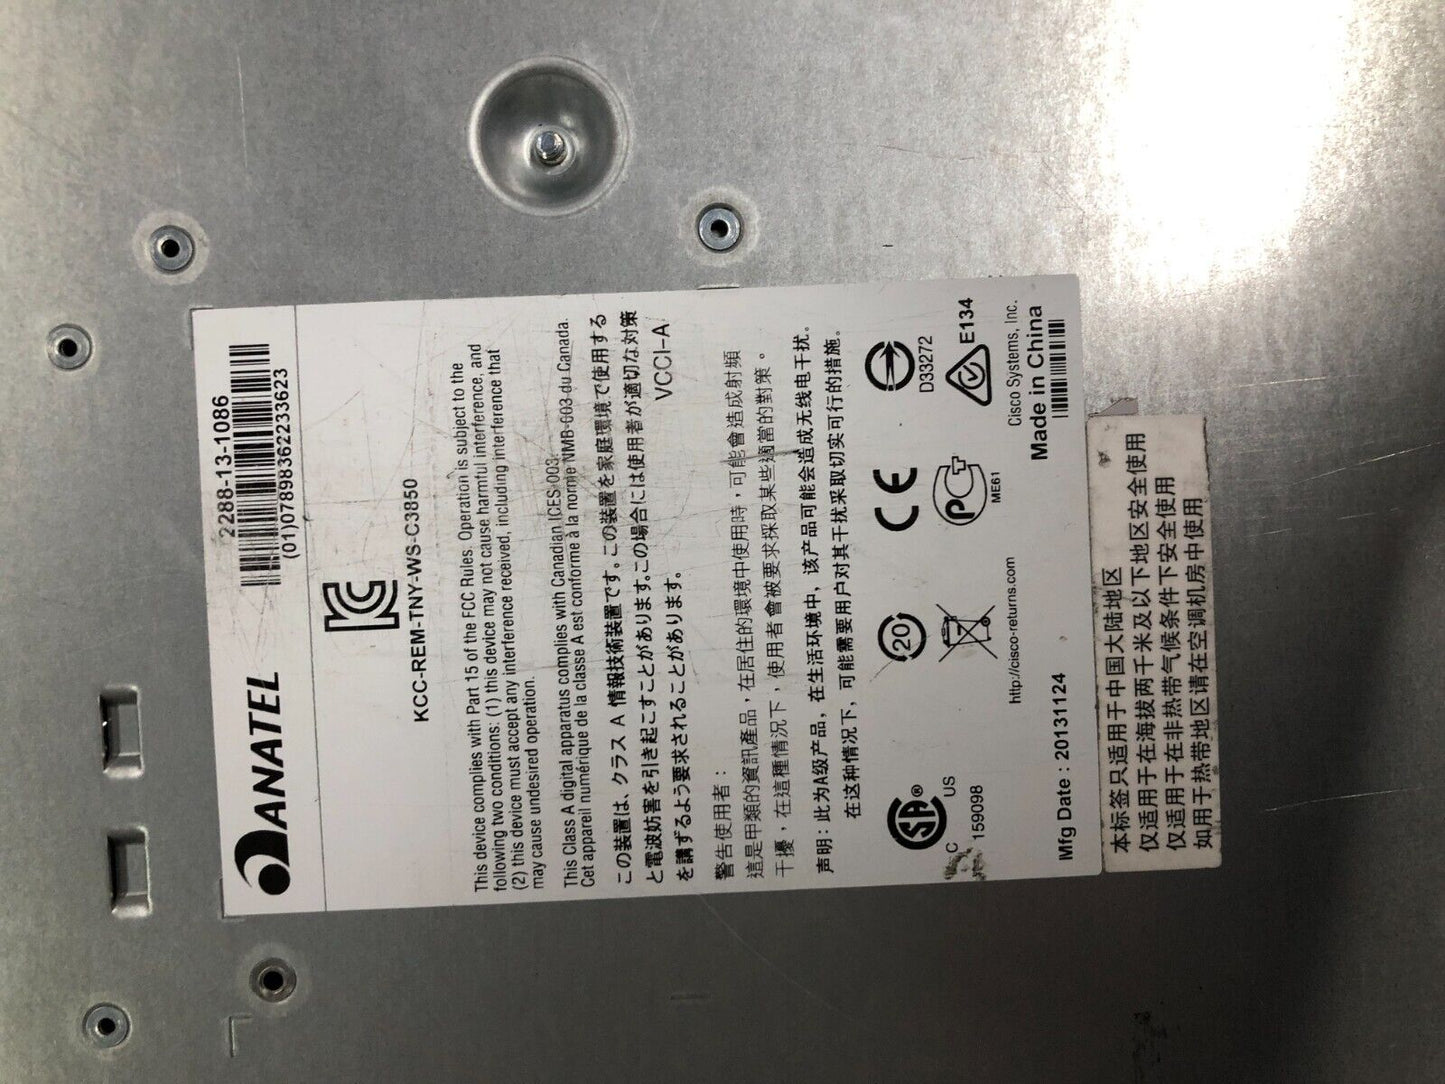 ANATEL
2288-13-1086
(01)07898362233623
KCC-REM-TNY-WS-C3850
This device complies with Part 15 of the FCC Rules. Operation is subject to the
following two conditions: (1) this device may not cause harmful interference, and
(2) this device must accept any interference received, including interference that
may cause undesired operation.
This Class A digital apparatus complies with Canadian ICES-003.
Cet appareil numérique de la classe A est conforme à la norme NMB-003 du Canada.
この装置は、クラス A 情報技術装置です。この装置を家庭環境で使用する
と電波妨害を引き起こすことがあります。この場合には使用者が適切な対策
を講ずるよう要求されることがあります。 VCCI-A
警告使用者：
這是甲類的資訊產品，在居住的環境中使用時，可能會造成射頻
干擾，在這種情況下，使用者會被要求採取某些適當的對策。
声明：此为A级产品，在生活环境中，该产品可能会造成无线电干扰。
在这种情况下，可能需要用户对其干扰采取切实可行的措施。
SA®
C US
159098
20
CE
D33272
PC
ME61
E134
http://cisco-returns.com
Cisco Systems, Inc.
Mfg Date : 20131124
Made in China
本标签只适用于中国大陆地区
仅适用于在海拔两千米及以下地区安全使用
仅适用于在非热带气候条件下安全使用
如用于热带地区请在空调机房中使用